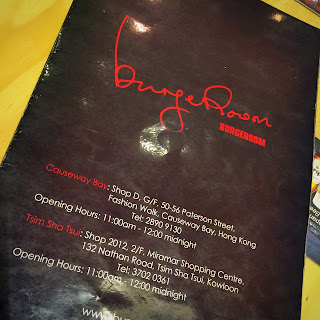 burgeRoom
BURGEROOM
Causeway Bay: Shop D, G/F, 50-56 Paterson Street,
Fashion Walk, Causeway Bay, Hong Kong
Tel: 2890 9130
Opening Hours: 11:00am - 12:00 midnight
Tsim Sha Tsui: Shop 2012, 2/F, Miramar Shopping Centre,
132 Nathan Road, Tsim Sha Tsui, Kowloon
Tel: 3702 0361
Opening Hours: 11:00am - 12:00 midnight